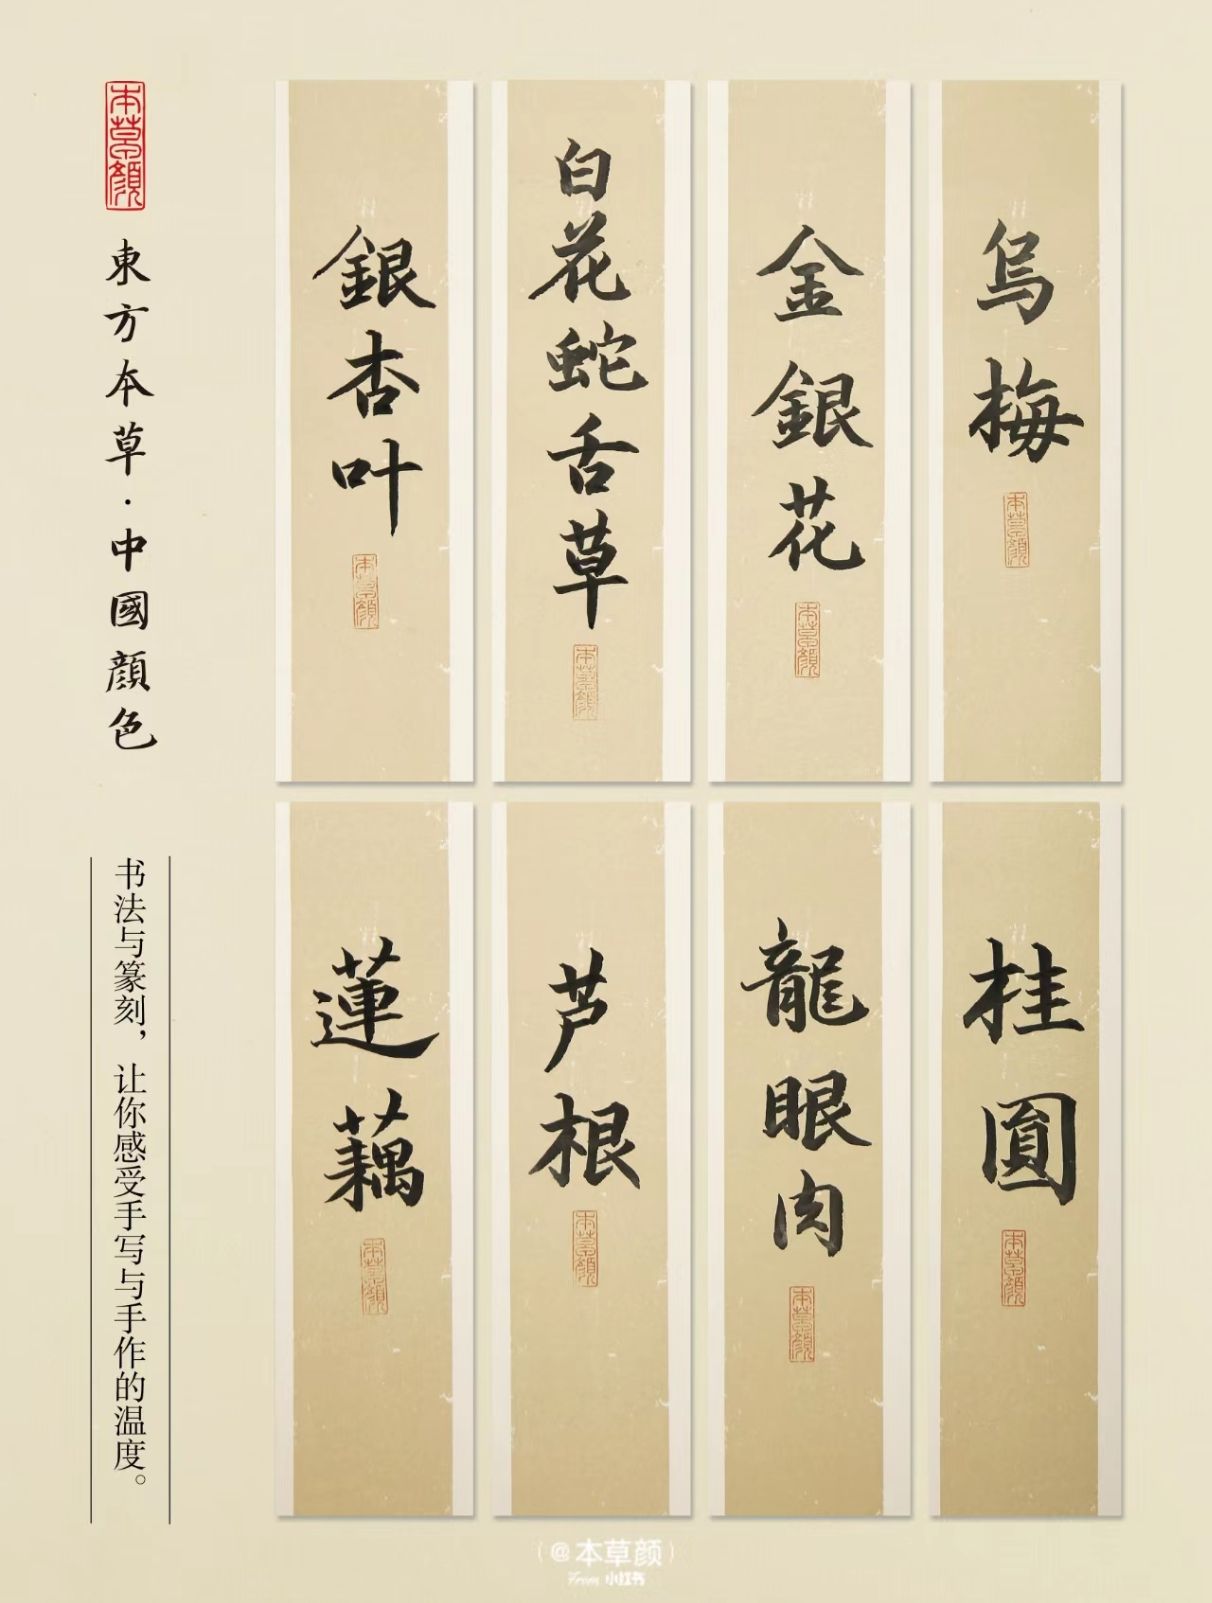 本草顏
東方本草·中國顏色
书法与篆刻，让你感受手写与手作的温度。
銀杏叶
本草顏
白花蛇舌草
本草顏
金銀花
本草顏
乌梅
本草顏
蓮藕
本草顏
芦根
本草顏
龍眼肉
本草顏
桂圓
本草顏
(@本草颜)
From 小红书